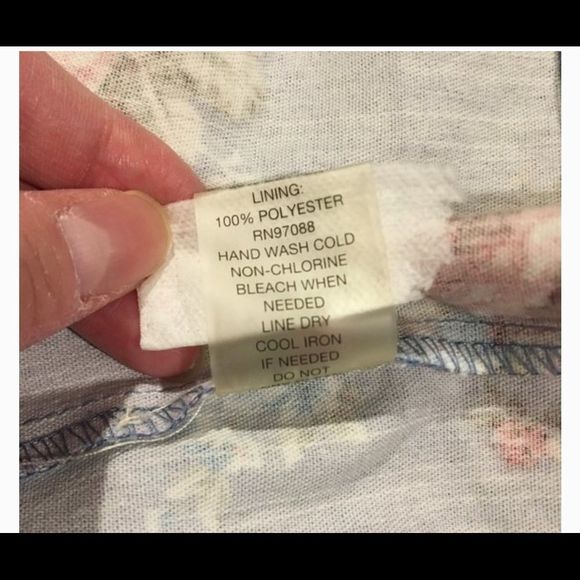 LINING:
100% POLYESTER
RN97088
HAND WASH COLD
NON-CHLORINE
BLEACH WHEN
NEEDED
LINE DRY
COOL IRON
IF NEEDED
DO NOT